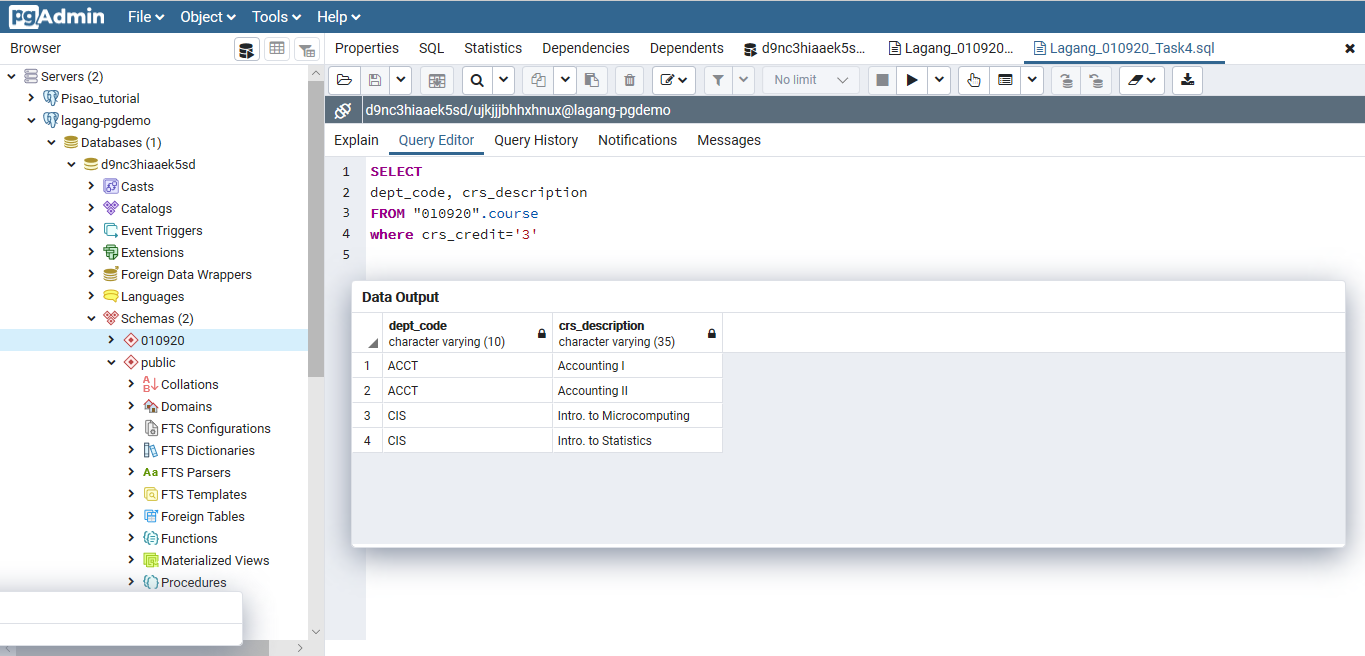 pgAdmin File Object Tools Help
Browser
Properties SQL Statistics Dependencies Dependents d9nc3hiaaek5s... Lagang_010920... Lagang_010920_Task4.sql
No limit
d9nc3hiaaek5sd/ujkjjjbhhxhnux@lagang-pgdemo
Explain Query Editor Query History Notifications Messages
Servers (2)
Pisao_tutorial
lagang-pgdemo
Databases (1)
d9nc3hiaaek5sd
Casts
Catalogs
Event Triggers
Extensions
Foreign Data Wrappers
Languages
Schemas (2)
010920
public
Collations
Domains
FTS Configurations
FTS Dictionaries
Aa FTS Parsers
FTS Templates
Foreign Tables
Functions
Materialized Views
Procedures
1 SELECT
2 dept_code, crs_description
3 FROM "010920".course
4 where crs_credit='3'
5
Data Output
dept_code crs_description
character varying (10) character varying (35)
1 ACCT Accounting I
2 ACCT Accounting II
3 CIS Intro. to Microcomputing
4 CIS Intro. to Statistics